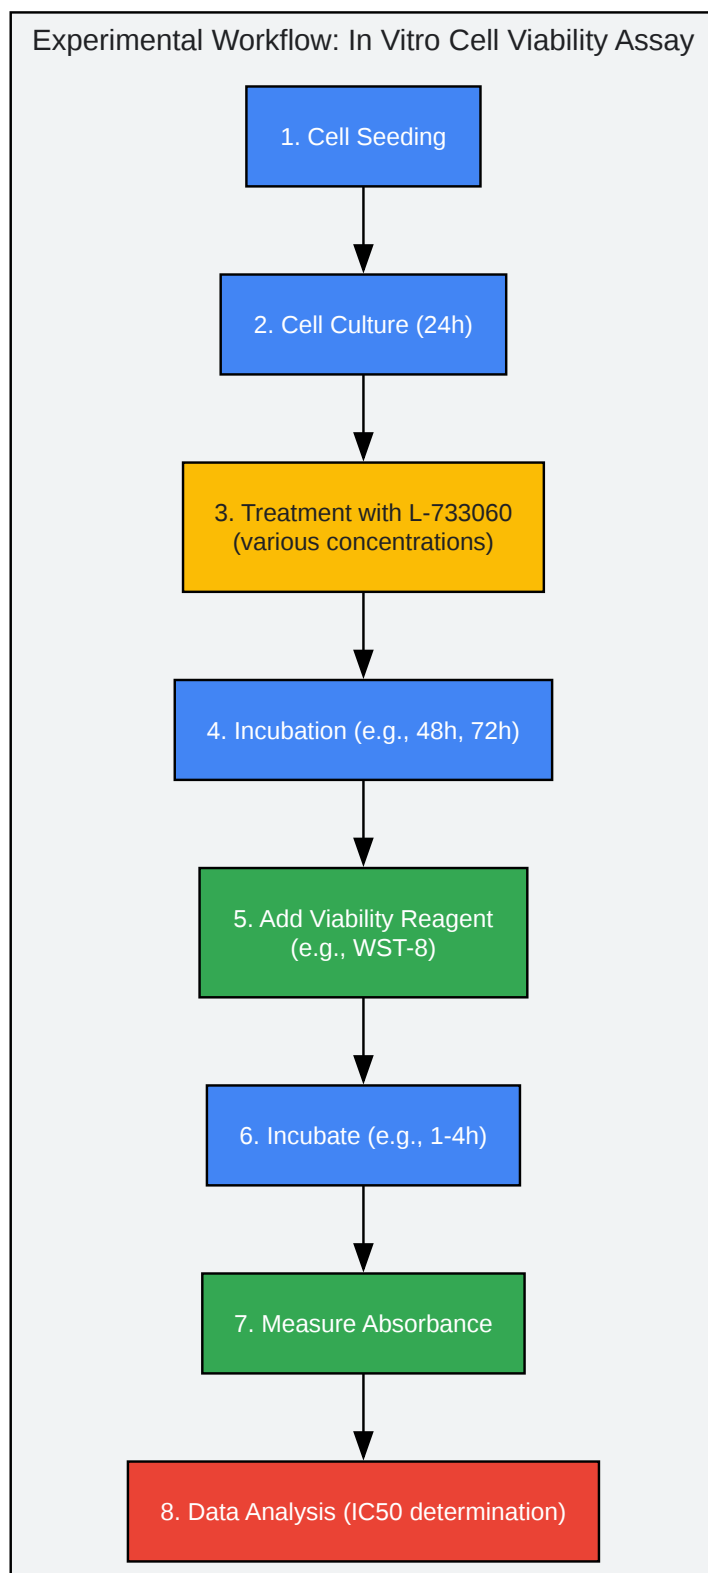 Experimental Workflow: In Vitro Cell Viability Assay
1. Cell Seeding
2. Cell Culture (24h)
3. Treatment with L-733060
(various concentrations)
4. Incubation (e.g., 48h, 72h)
5. Add Viability Reagent
(e.g., WST-8)
6. Incubate (e.g., 1-4h)
7. Measure Absorbance
8. Data Analysis (IC50 determination)